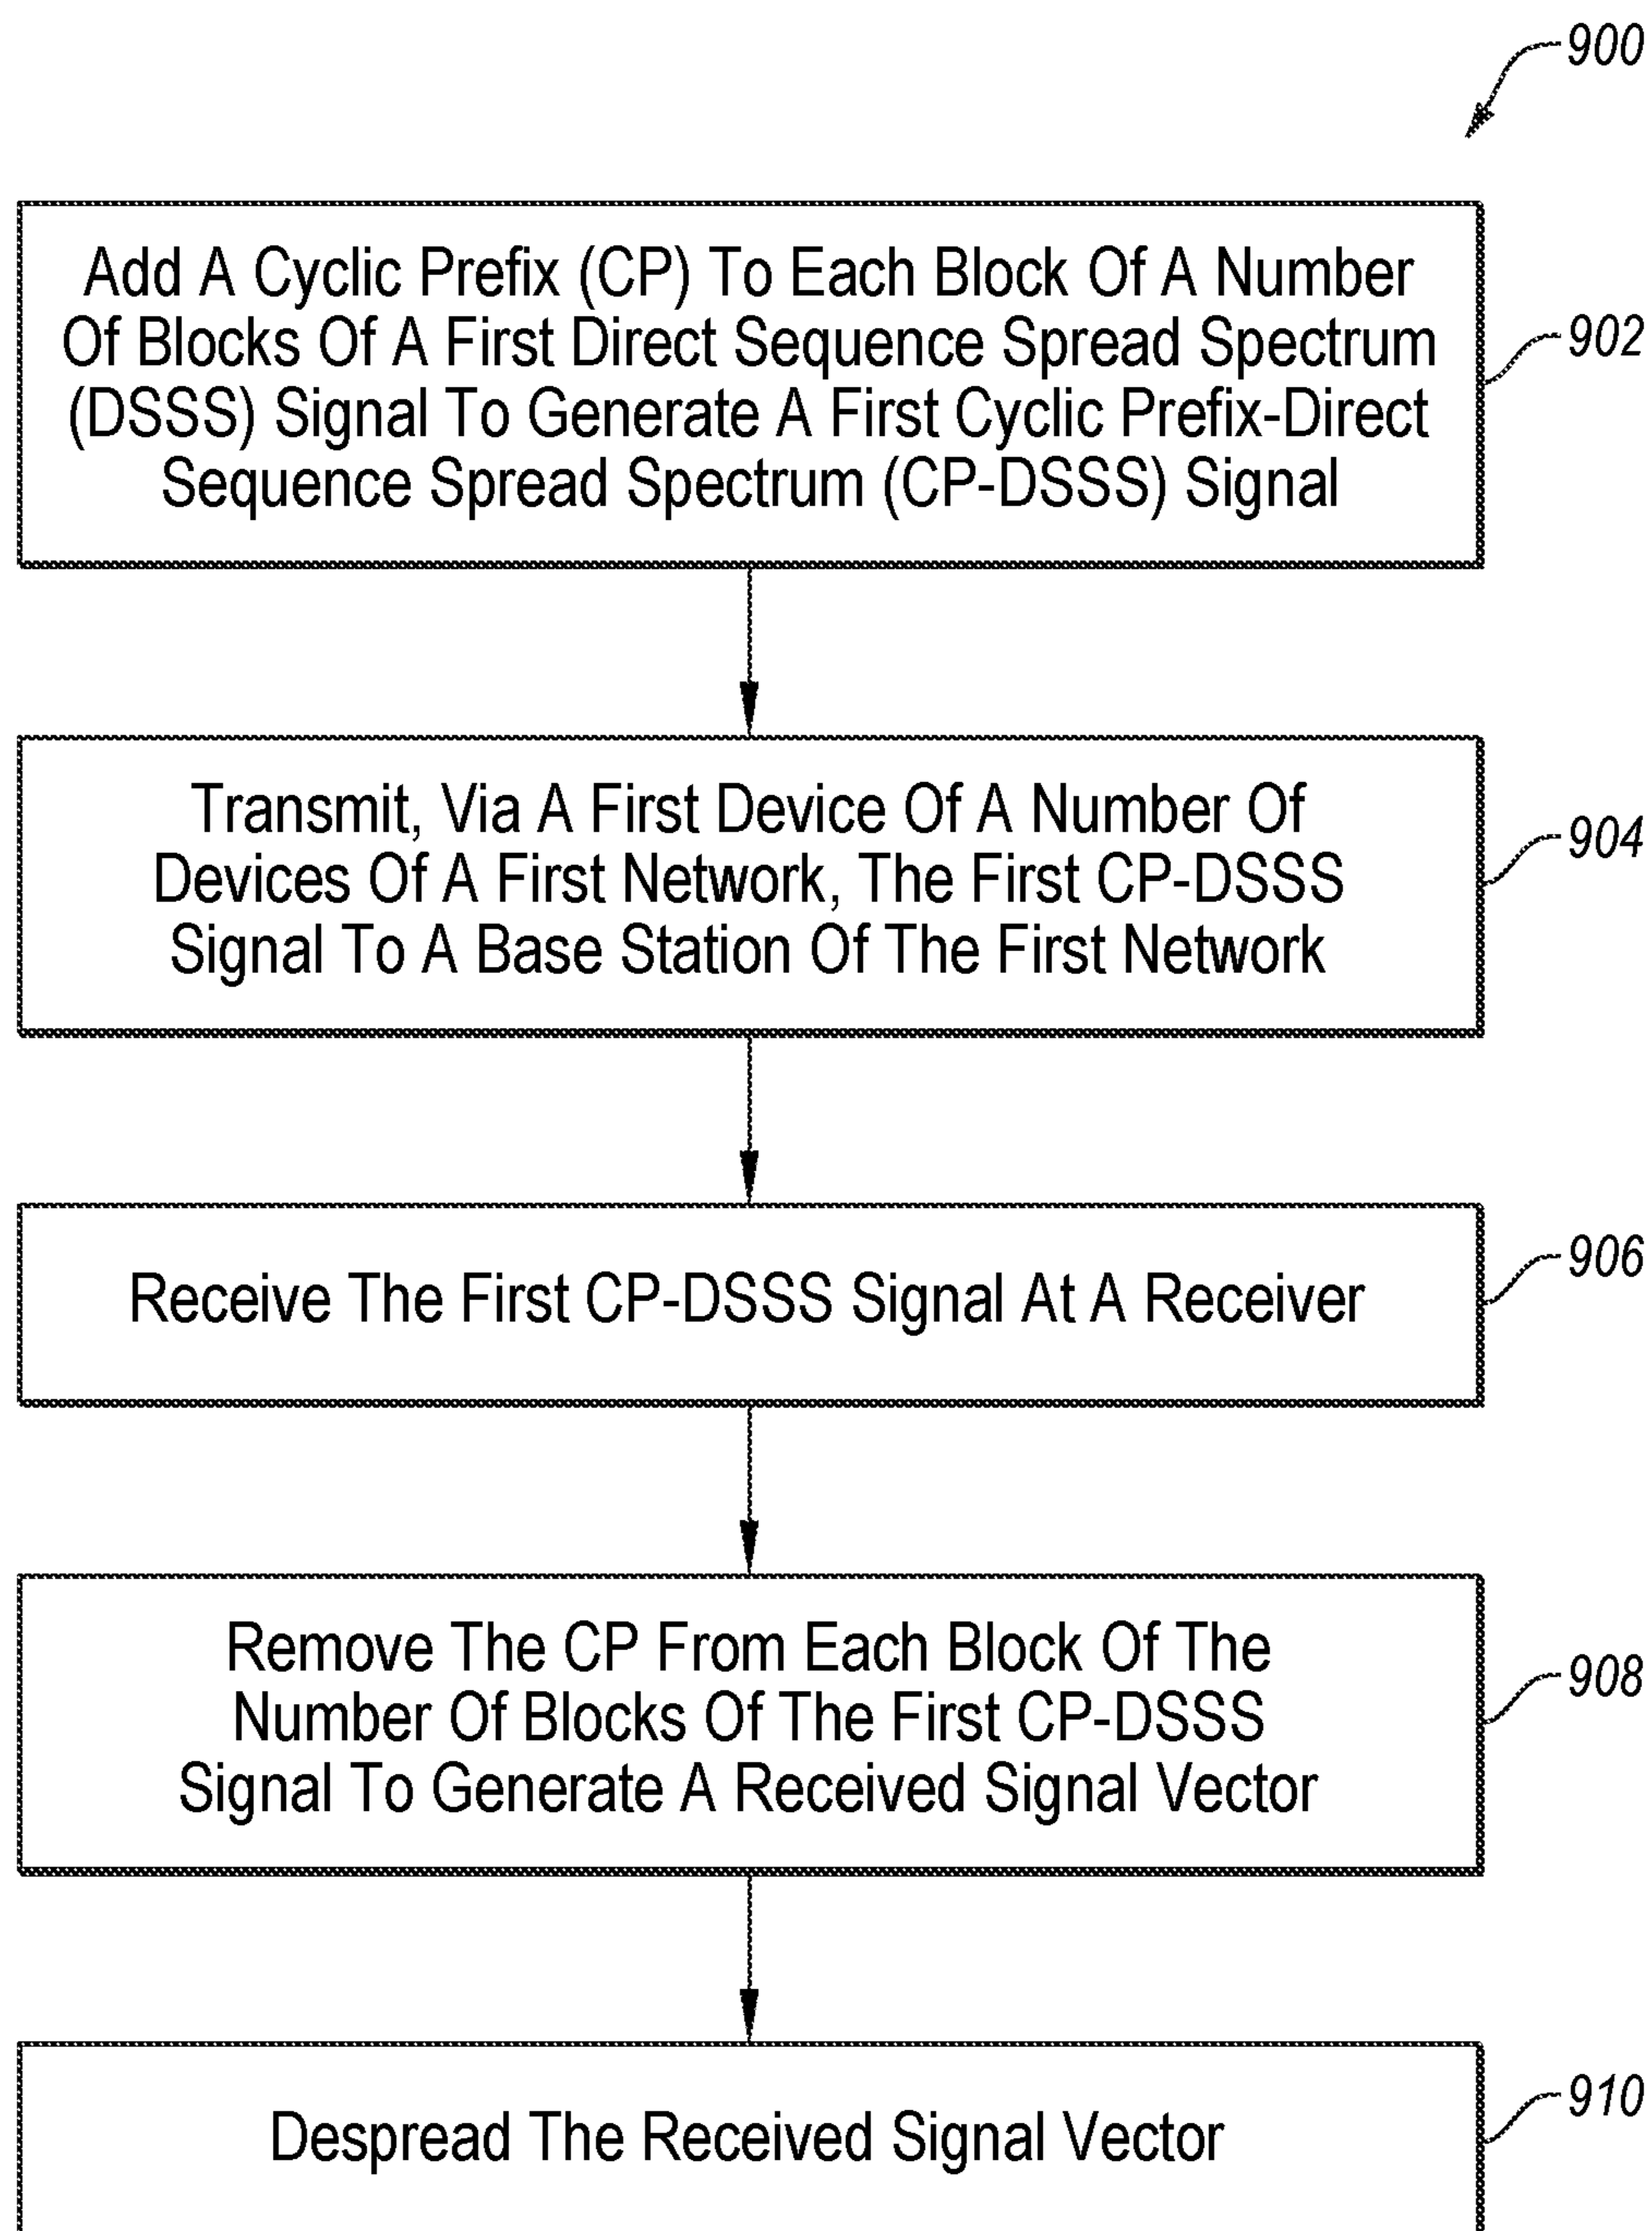 900
Add A Cyclic Prefix (CP) To Each Block Of A Number
Of Blocks Of A First Direct Sequence Spread Spectrum
(DSSS) Signal To Generate A First Cyclic Prefix-Direct
Sequence Spread Spectrum (CP-DSSS) Signal
902
Transmit, Via A First Device Of A Number Of
Devices Of A First Network, The First CP-DSSS
Signal To A Base Station Of The First Network
904
Receive The First CP-DSSS Signal At A Receiver
906
Remove The CP From Each Block Of The
Number Of Blocks Of The First CP-DSSS
Signal To Generate A Received Signal Vector
908
Despread The Received Signal Vector
910